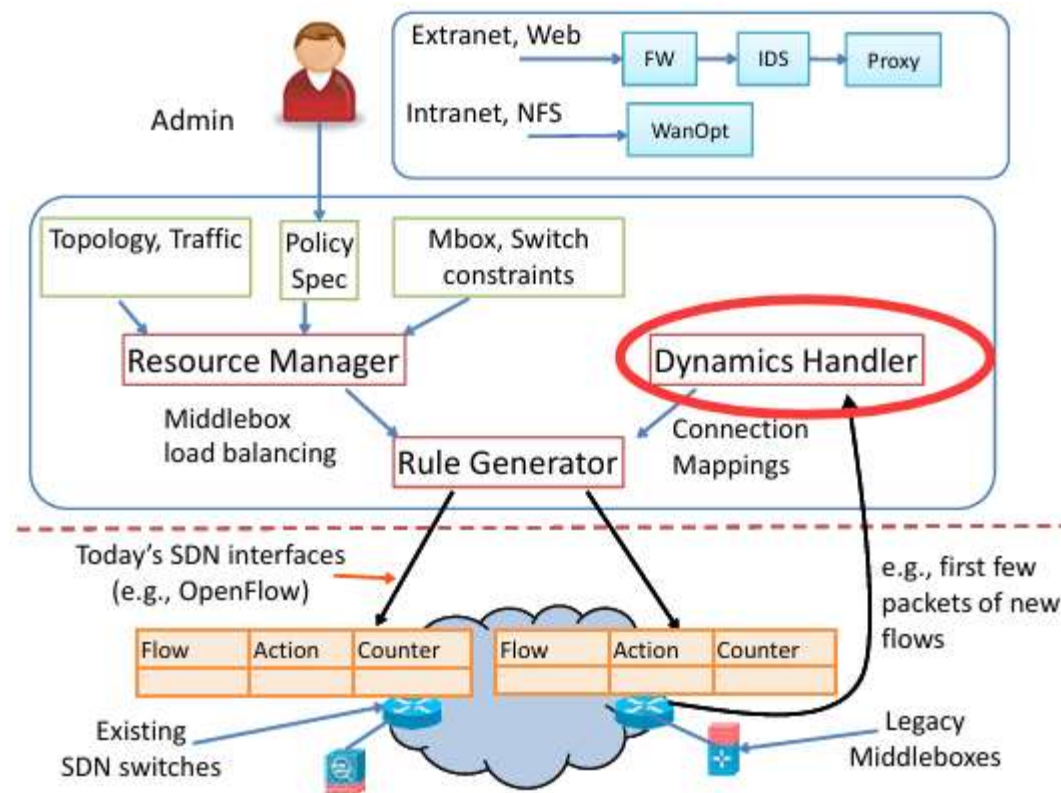 Extranet, Web
FW
IDS
Proxy
Admin
Intranet, NFS
WanOpt
Topology, Traffic
Policy
Spec
Mbox, Switch
constraints
Resource Manager
Dynamics Handler
Middlebox
load balancing
Connection
Mappings
Rule Generator
Today's SDN interfaces
(e.g., OpenFlow)
e.g., first few
packets of new
flows
Flow Action Counter
Flow Action Counter
Existing
SDN switches
Legacy
Middleboxes